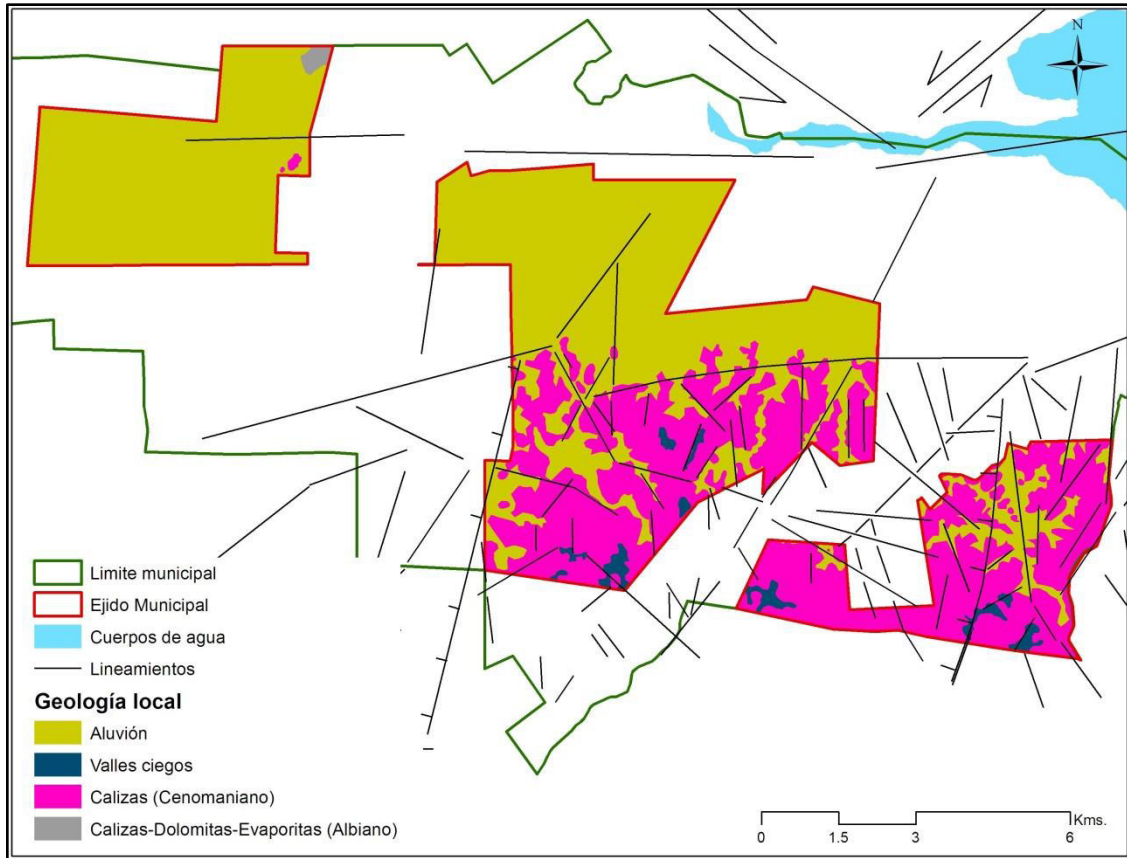 N
Limite municipal
Ejido Municipal
Cuerpos de agua
Lineamientos
Geología local
Aluvión
Valles ciegos
Calizas (Cenomaniano)
Calizas-Dolomitas-Evaporitas (Albiano)
Kms.
0 1.5 3 6